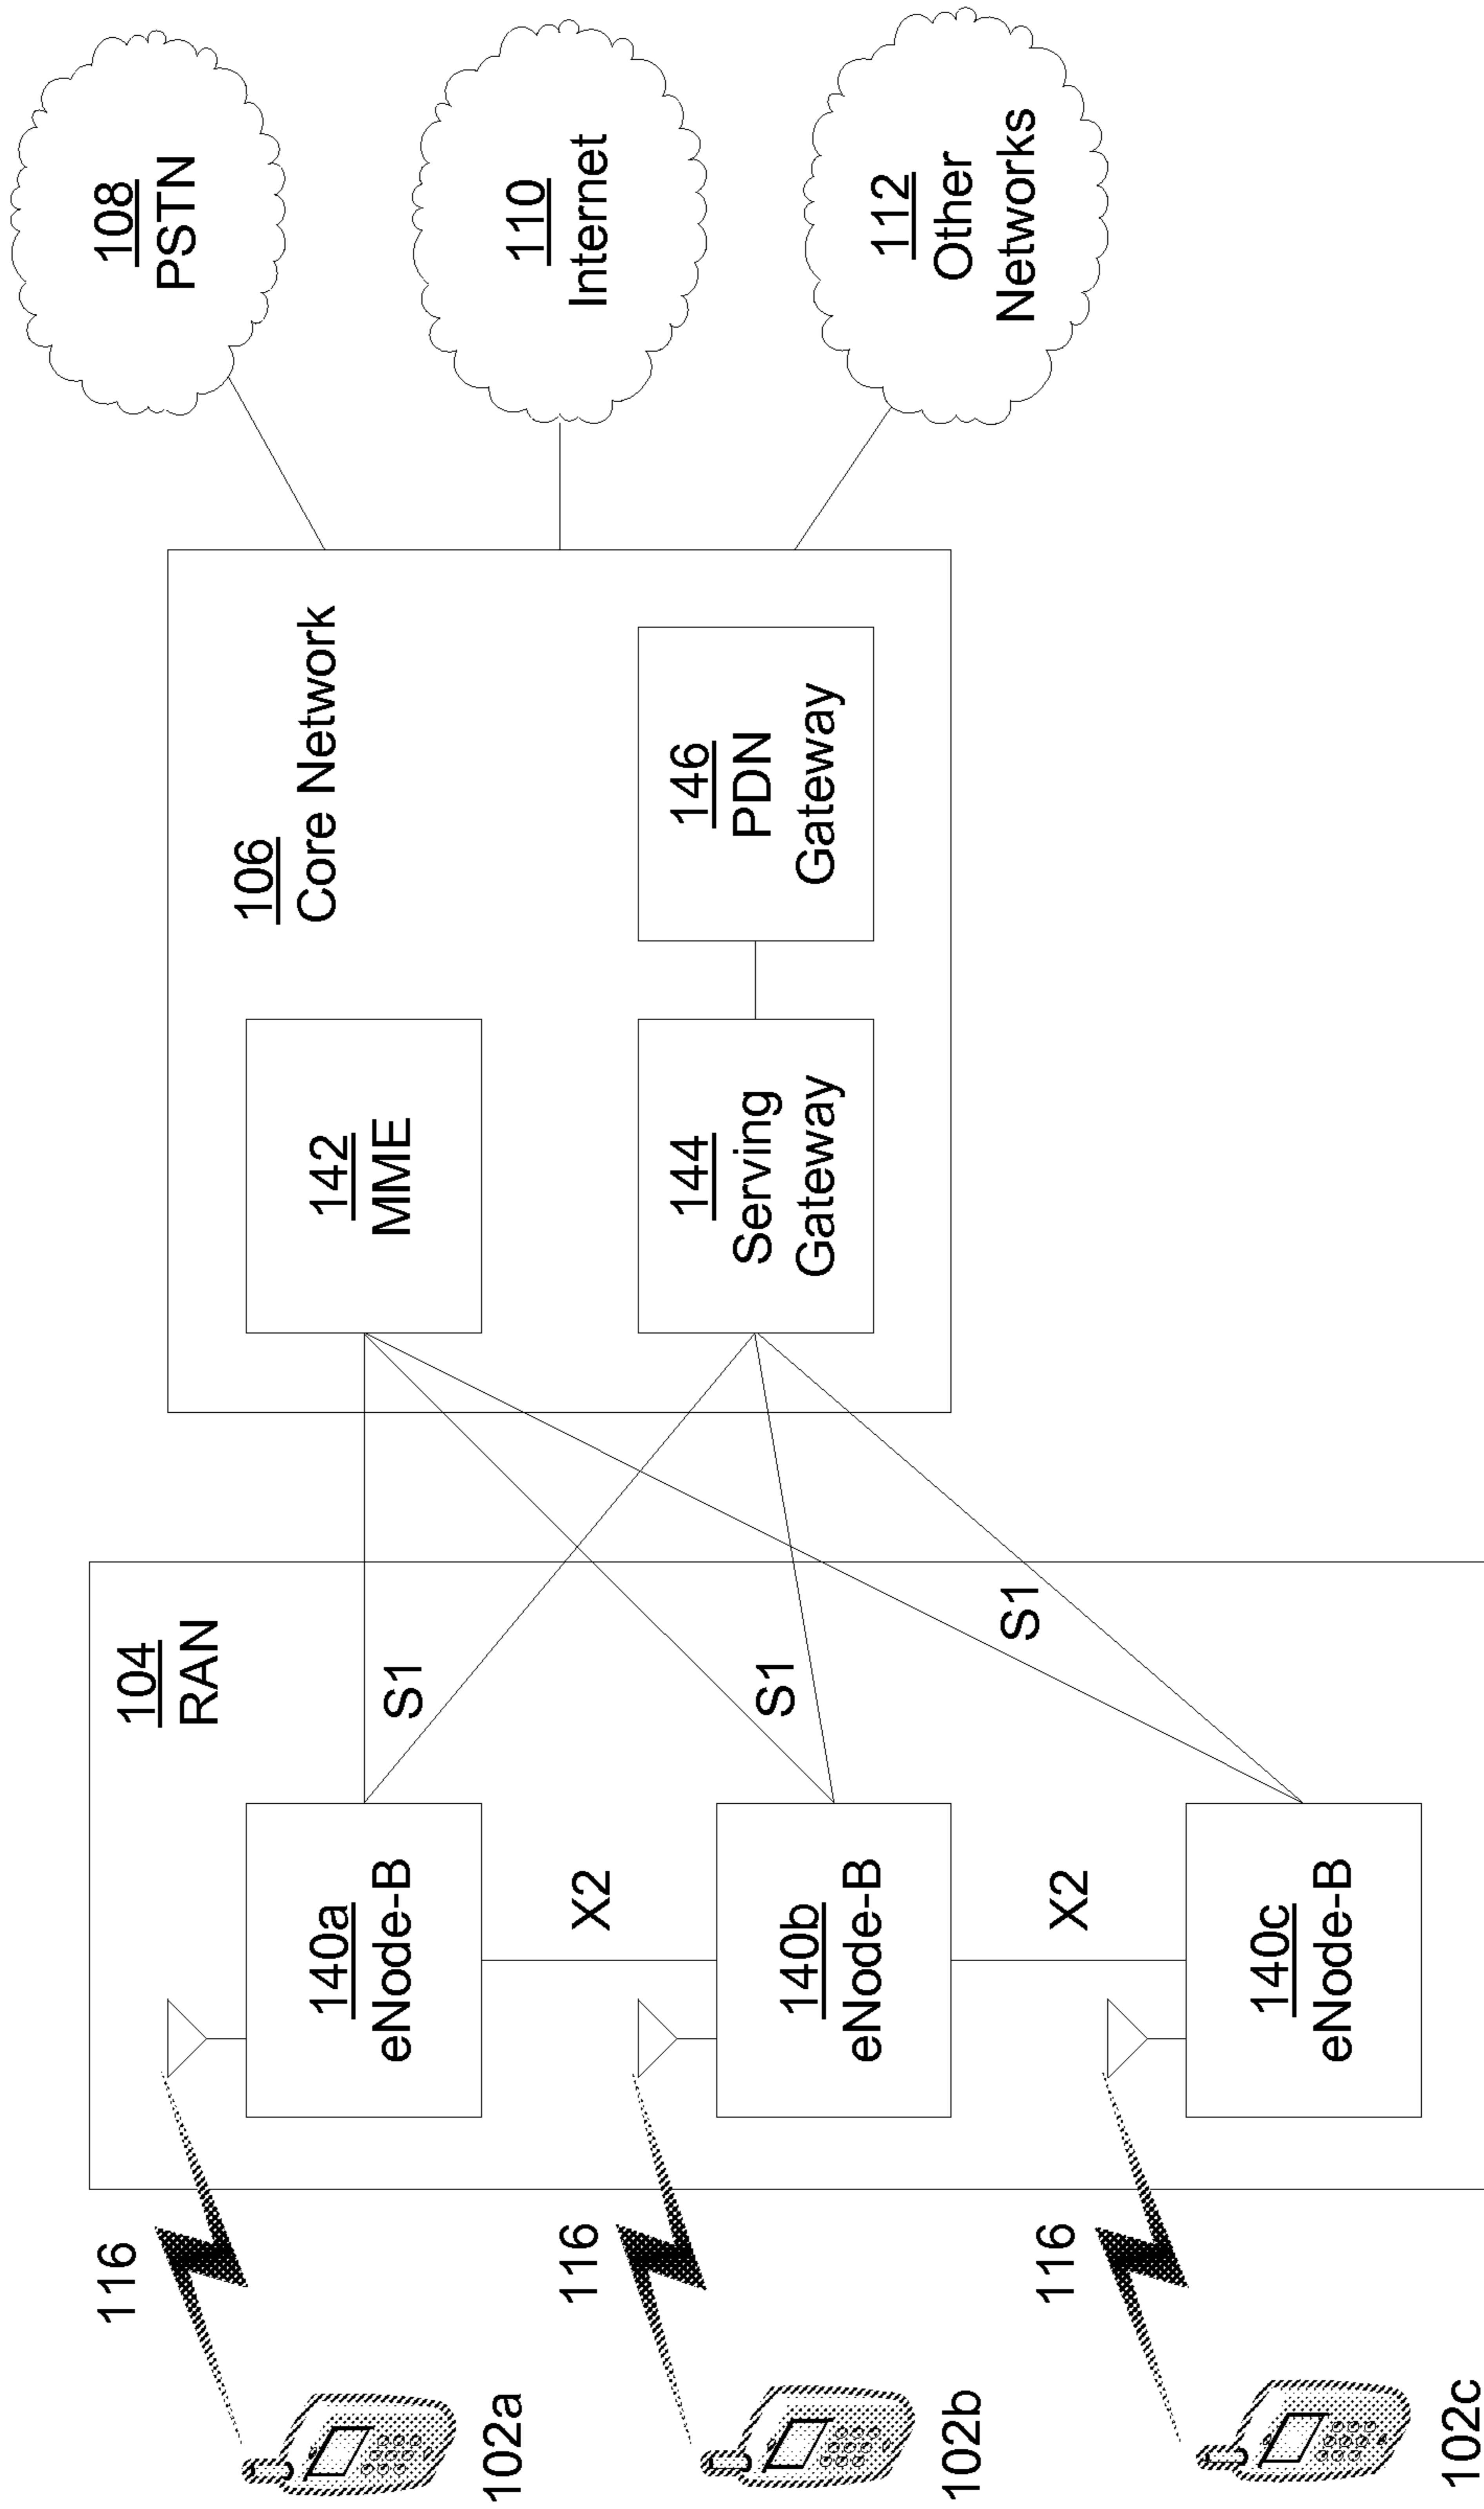 104
RAN
106
Core Network
108
PSTN
116
140a
eNode-B
S1
142
MME
102a
X2
110
Internet
116
140b
eNode-B
S1
144
Serving
Gateway
146
PDN
Gateway
102b
X2
112
Other
Networks
116
S1
140c
eNode-B
102c